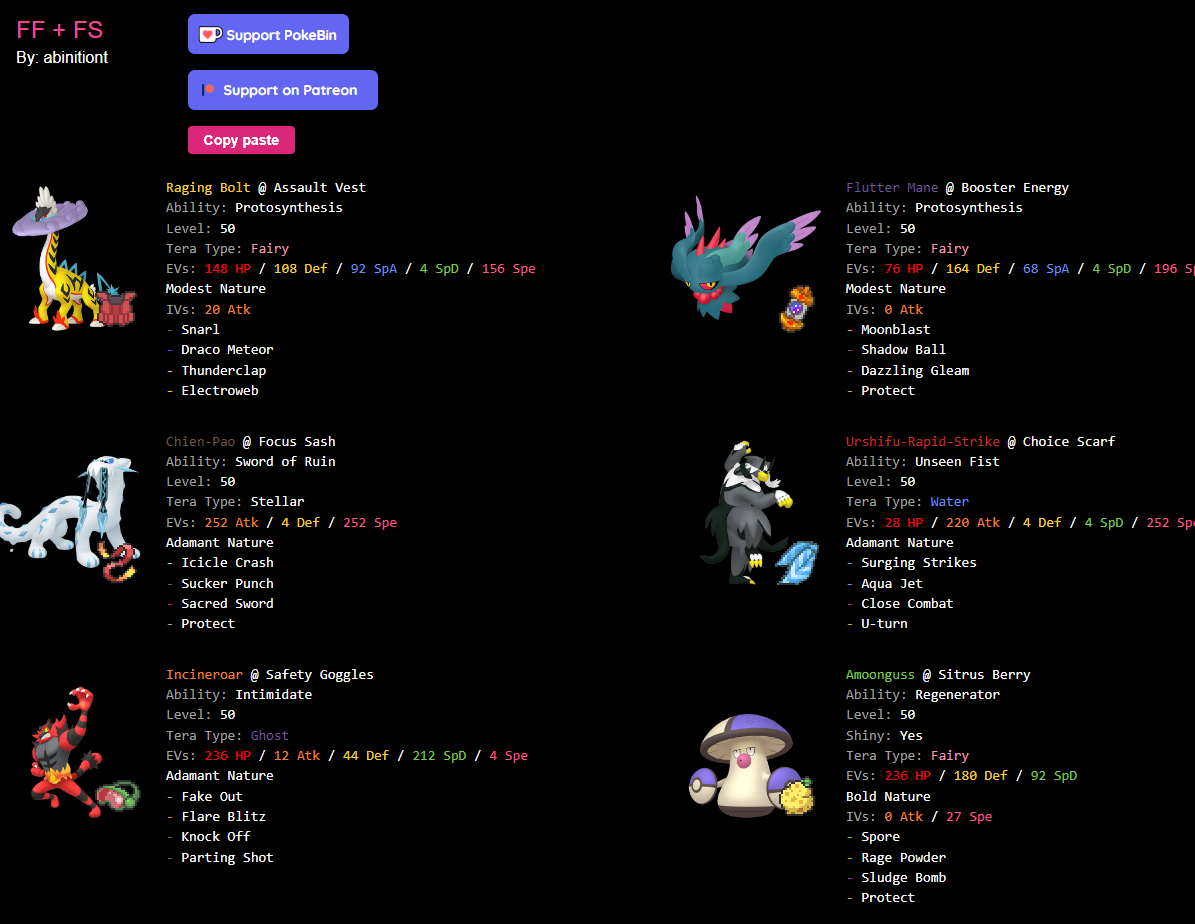 FF + FS
By: abinitiont
Support PokeBin
Support on Patreon
Copy paste
Raging Bolt @ Assault Vest
Ability: Protosynthesis
Level: 50
Tera Type: Fairy
EVs: 148 HP / 108 Def / 92 SpA / 4 SpD / 156 Spe
Modest Nature
IVs: 20 Atk
- Snarl
- Draco Meteor
- Thunderclap
- Electroweb
Flutter Mane @ Booster Energy
Ability: Protosynthesis
Level: 50
Tera Type: Fairy
EVs: 76 HP / 164 Def / 68 SpA / 4 SpD / 196 Sp
Modest Nature
IVs: 0 Atk
- Moonblast
- Shadow Ball
- Dazzling Gleam
- Protect
Chien-Pao @ Focus Sash
Ability: Sword of Ruin
Level: 50
Tera Type: Stellar
EVs: 252 Atk / 4 Def / 252 Spe
Adamant Nature
- Icicle Crash
- Sucker Punch
- Sacred Sword
- Protect
Urshifu-Rapid-Strike @ Choice Scarf
Ability: Unseen Fist
Level: 50
Tera Type: Water
EVs: 28 HP / 220 Atk / 4 Def / 4 SpD / 252 Spe
Adamant Nature
- Surging Strikes
- Aqua Jet
- Close Combat
- U-turn
Incineroar @ Safety Goggles
Ability: Intimidate
Level: 50
Tera Type: Ghost
EVs: 236 HP / 12 Atk / 44 Def / 212 SpD / 4 Spe
Adamant Nature
- Fake Out
- Flare Blitz
- Knock Off
- Parting Shot
Amoonguss @ Sitrus Berry
Ability: Regenerator
Level: 50
Shiny: Yes
Tera Type: Fairy
EVs: 236 HP / 180 Def / 92 SpD
Bold Nature
IVs: 0 Atk / 27 Spe
- Spore
- Rage Powder
- Sludge Bomb
- Protect